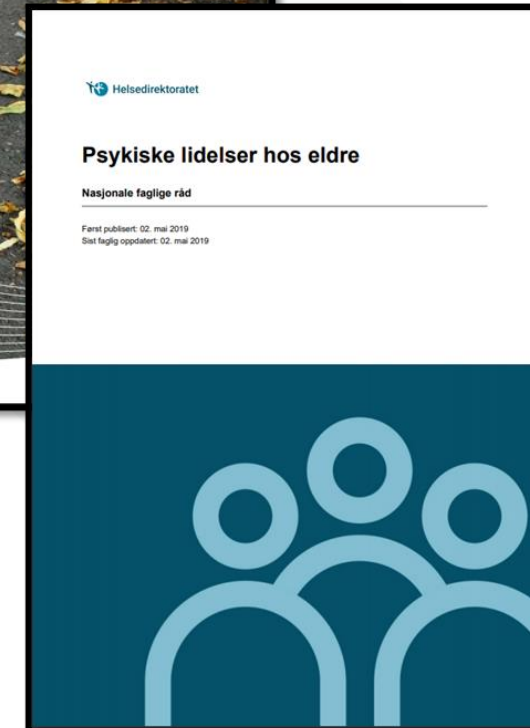 Helsedirektoratet
Psykiske lidelser hos eldre
Nasjonale faglige råd
Først publisert: 02. mai 2019
Sist faglig oppdatert: 02. mai 2019